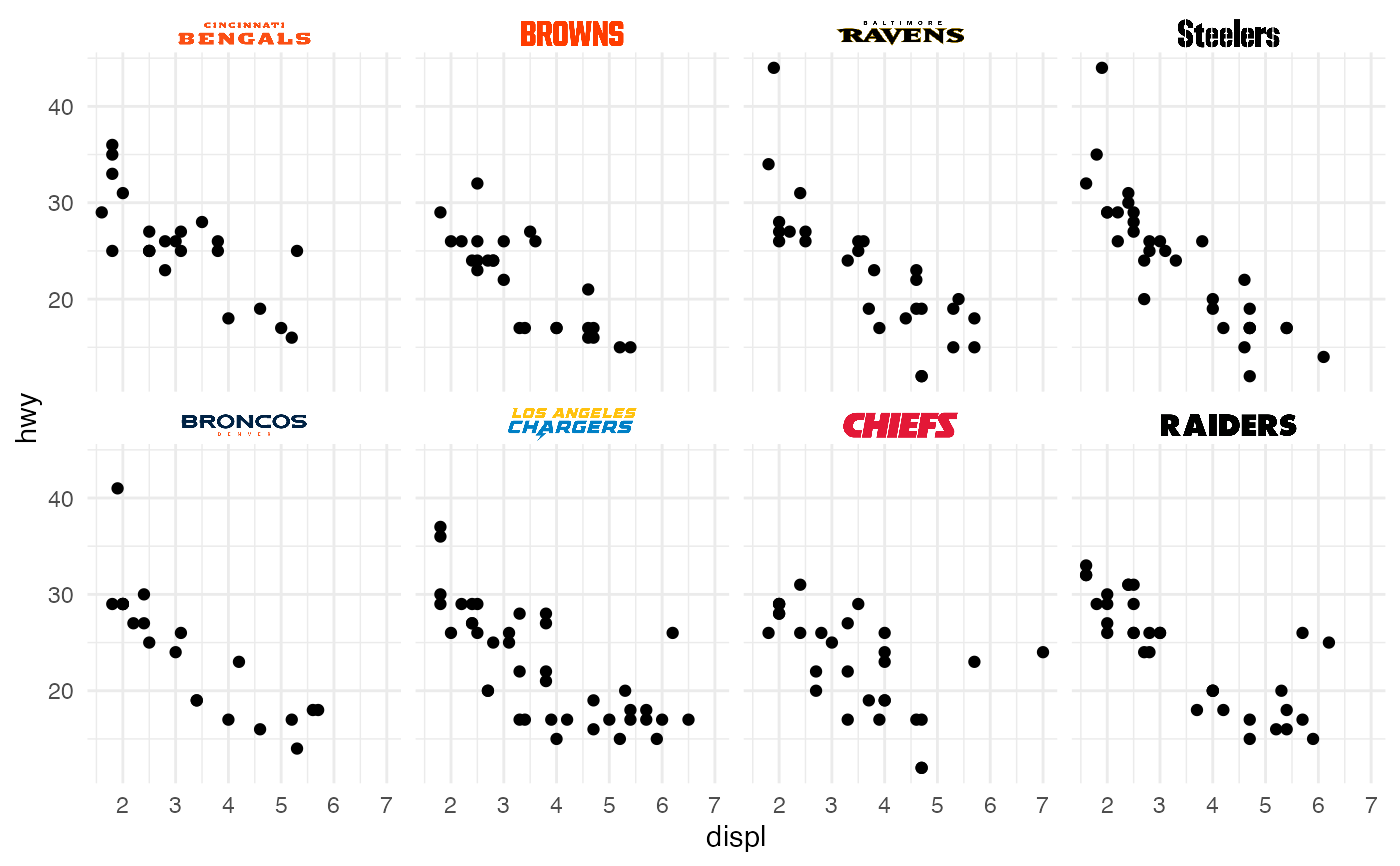 CINCINNATI
BENGALS
BROWNS
BALTIMORE
RAVENS
Steelers
40
30
20
BRONCOS
DENVER
LOS ANGELES
CHARGERS
CHIEFS
RAIDERS
40
30
20
hwy
2 3 4 5 6 7
2 3 4 5 6 7
2 3 4 5 6 7
2 3 4 5 6 7
displ